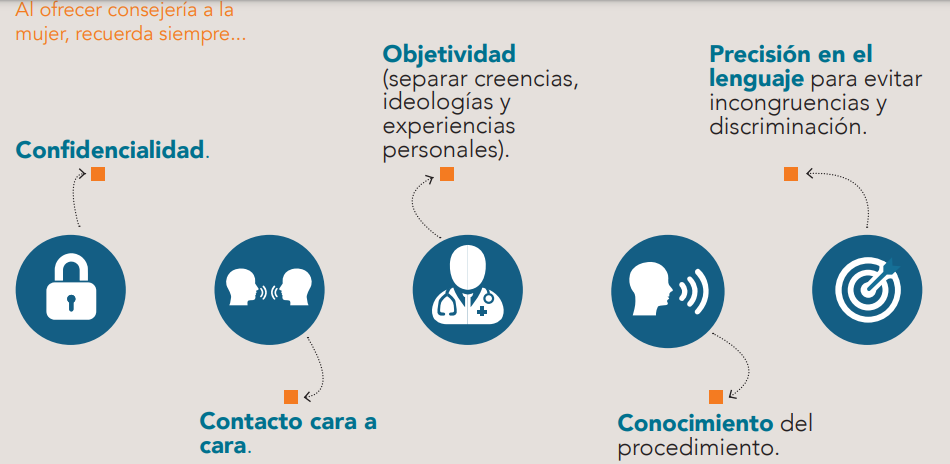 Al ofrecer consejería a la
mujer, recuerda siempre...
Confidencialidad.
Contacto cara a
cara.
Objetividad
(separar creencias,
ideologías y
experiencias
personales).
Conocimiento del
procedimiento.
Precisión en el
lenguaje para evitar
incongruencias y
discriminación.